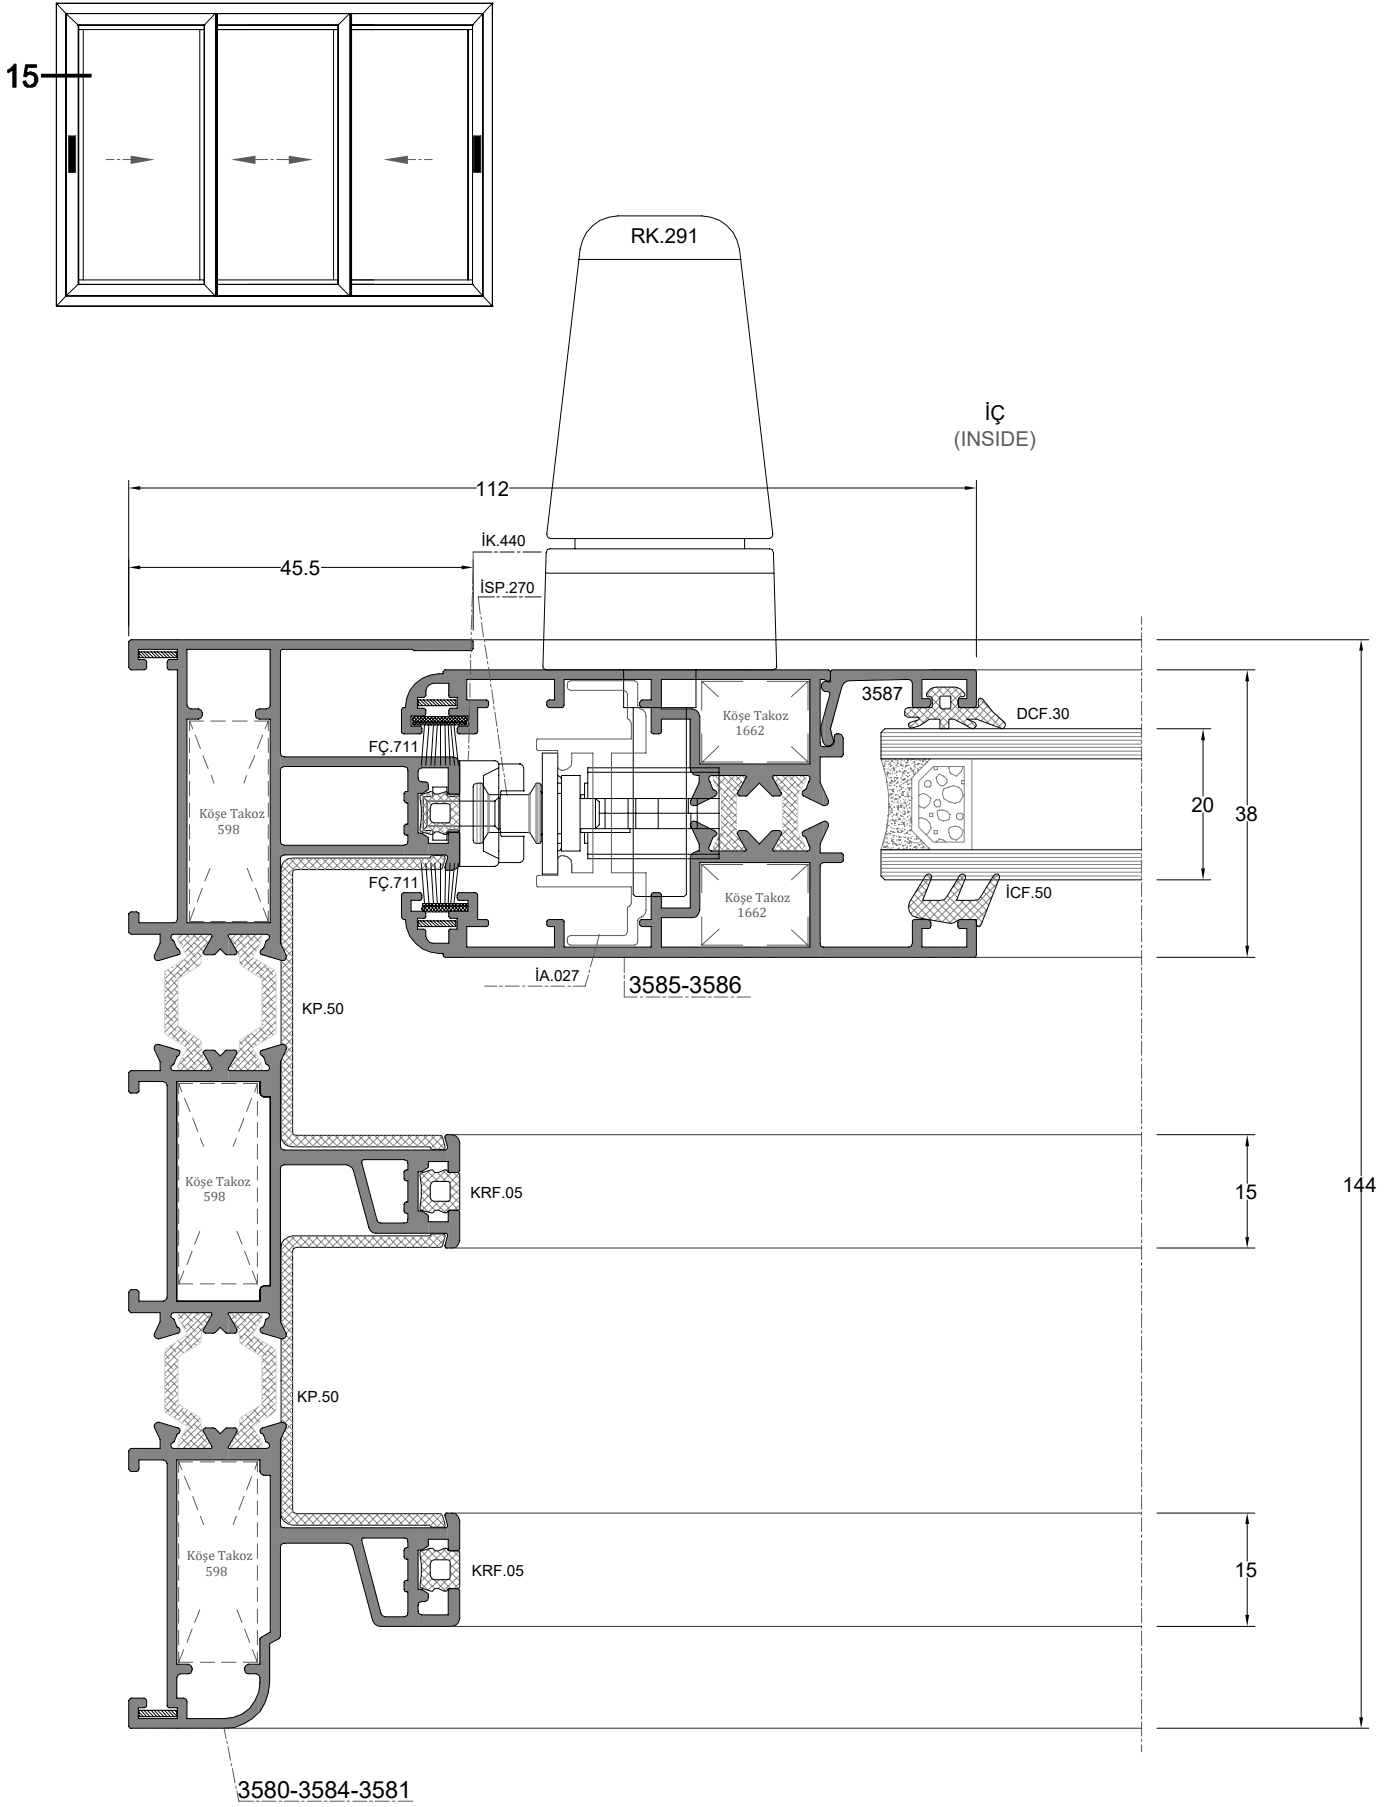 15
RK.291
İÇ
(INSIDE)
112
İK.440
45.5
İSP.270
3587
DCF.30
Köşe Takoz
1662
FÇ.711
Köşe Takoz
598
20
38
FÇ.711
Köşe Takoz
1662
İCF.50
İA.027
3585-3586
KP.50
Köşe Takoz
598
KRF.05
15
144
KP.50
Köşe Takoz
598
KRF.05
15
3580-3584-3581